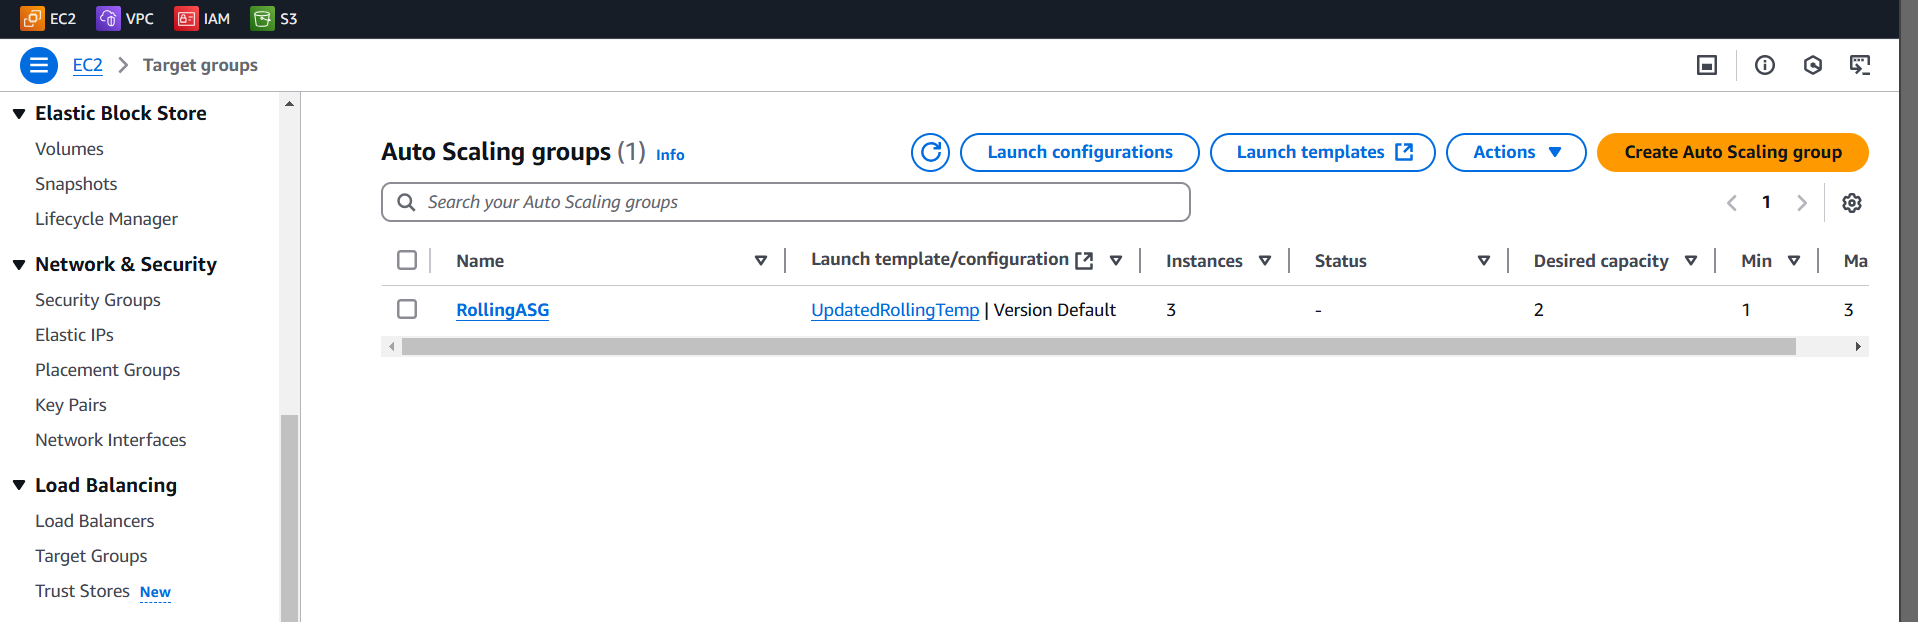 EC2 VPC IAM S3
EC2 > Target groups
Elastic Block Store
Volumes
Snapshots
Lifecycle Manager
Network & Security
Security Groups
Elastic IPs
Placement Groups
Key Pairs
Network Interfaces
Load Balancing
Load Balancers
Target Groups
Trust Stores New
Auto Scaling groups (1) Info
Launch configurations
Launch templates
Actions
Create Auto Scaling group
Search your Auto Scaling groups
1
Name Launch template/configuration Instances Status Desired capacity Min Ma
RollingASG UpdatedRollingTemp | Version Default 3 - 2 1 3